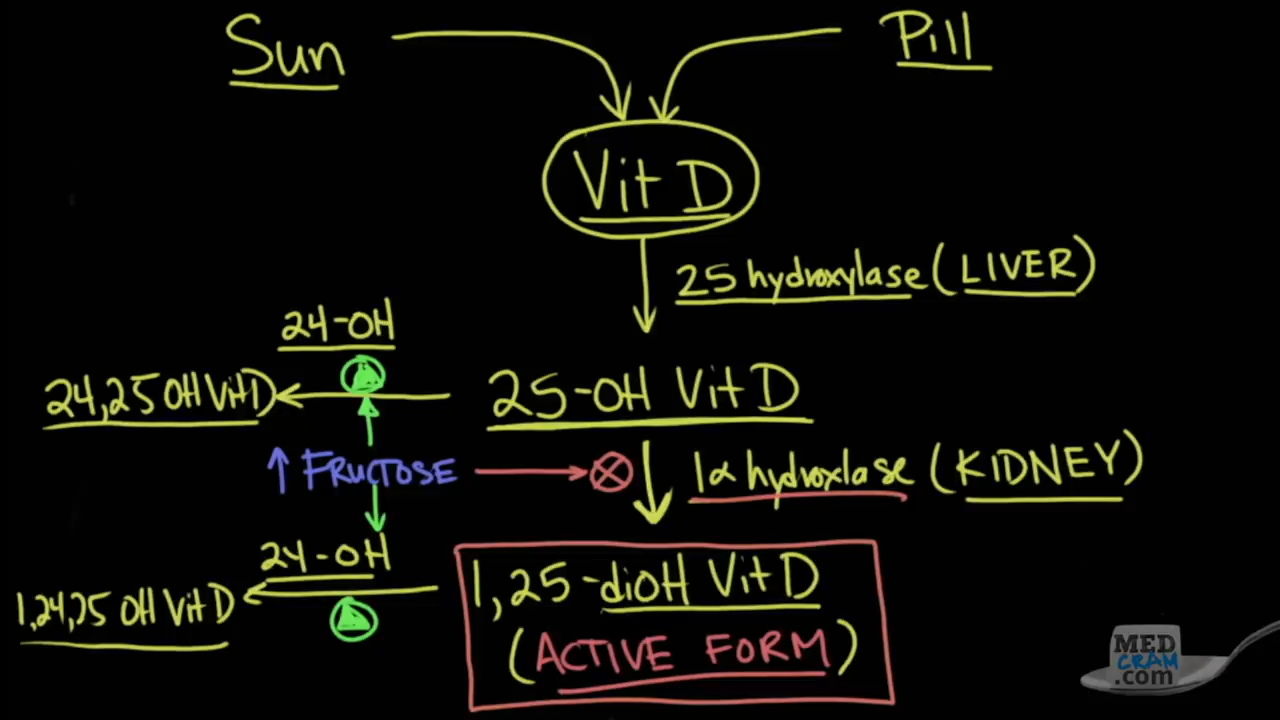 Sun
Pill
Vit D
25 hydroxylase (LIVER)
24-OH
24,25 OH Vit D
25-OH Vit D
↑ FRUCTOSE
1α hydroxlase (KIDNEY)
24-OH
1,24,25 OH Vit D
1,25-diOH Vit D
(ACTIVE FORM)
MED
CRAM
.com